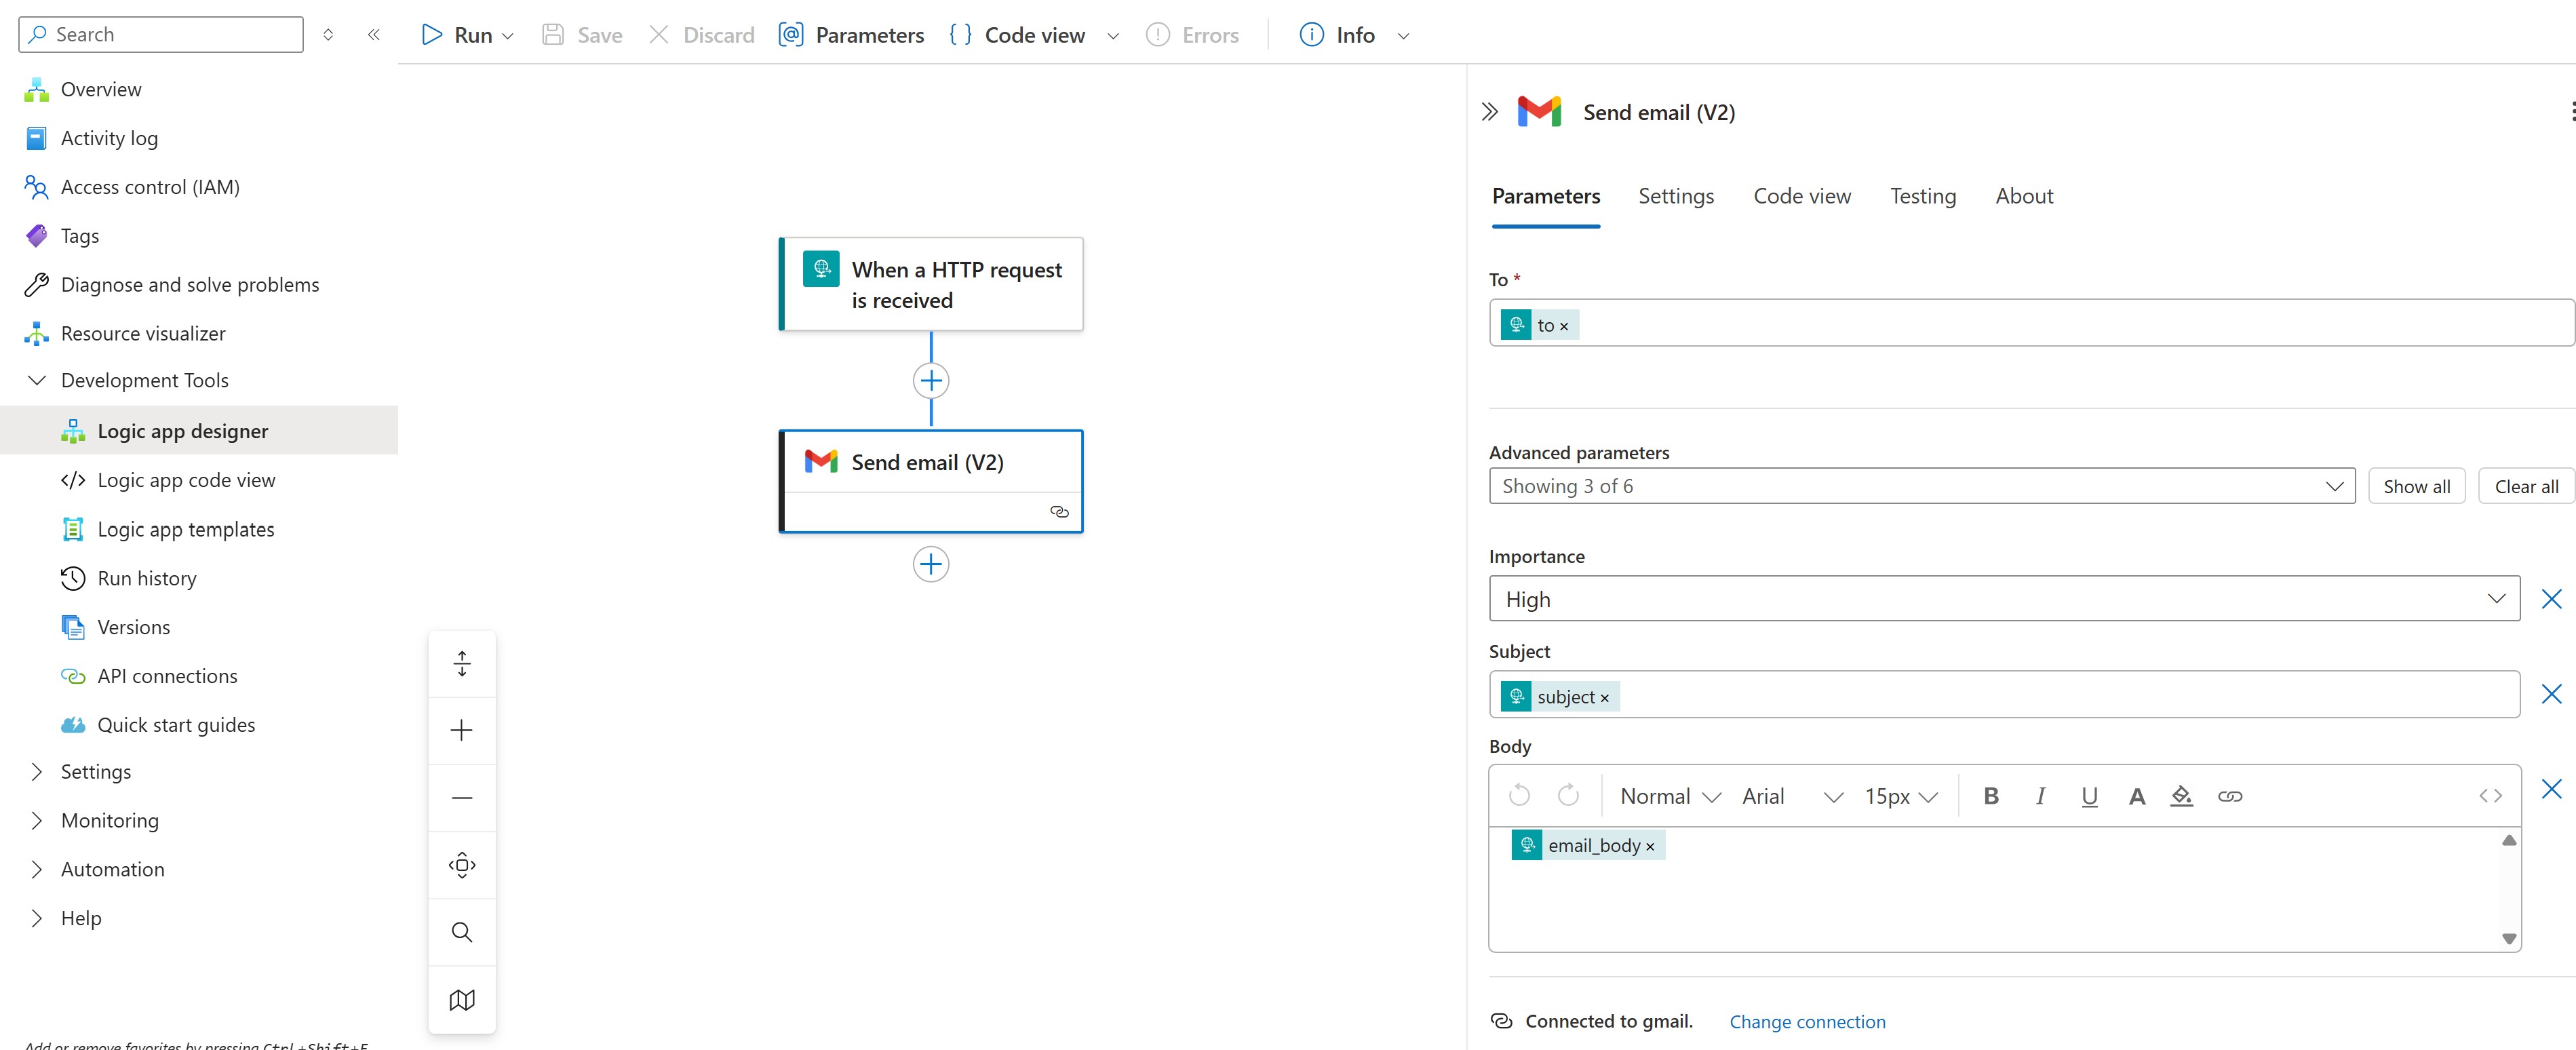 Search
Run
Save
Discard
Parameters
Code view
Errors
Info
Overview
Activity log
Access control (IAM)
Tags
Diagnose and solve problems
Resource visualizer
Development Tools
Logic app designer
Logic app code view
Logic app templates
Run history
Versions
API connections
Quick start guides
Settings
Monitoring
Automation
Help
Add or remove favorites by pressing Ctrl+Shift+F
When a HTTP request
is received
Send email (V2)
Send email (V2)
Parameters Settings Code view Testing About
To *
to ×
Advanced parameters
Showing 3 of 6
Show all
Clear all
Importance
High
Subject
subject ×
Body
Normal Arial 15px B I U A
email_body ×
Connected to gmail. Change connection